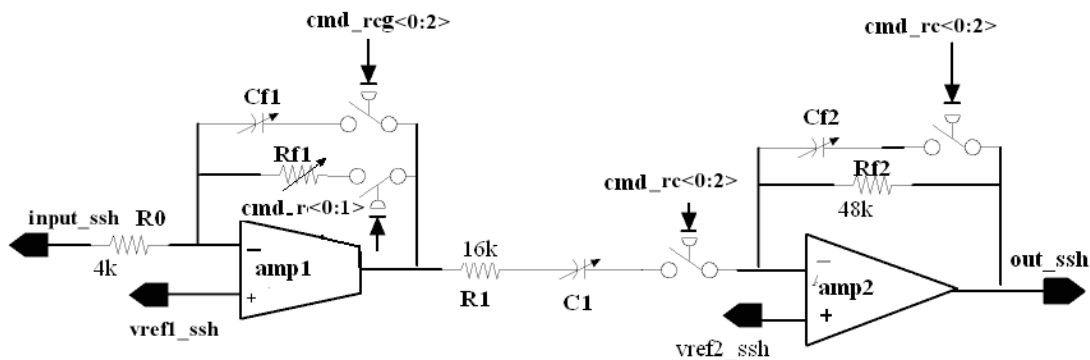 cmd_rcg<0:2>
cmd_rc<0:2>
Cf1
Cf2
Rf1
Rf2
cmd_rc<0:2>
48k
cmd_r<0:1>
input_ssh
R0
4k
−
amp1
+
16k
R1
C1
−
amp2
+
out_ssh
vref1_ssh
vref2_ssh